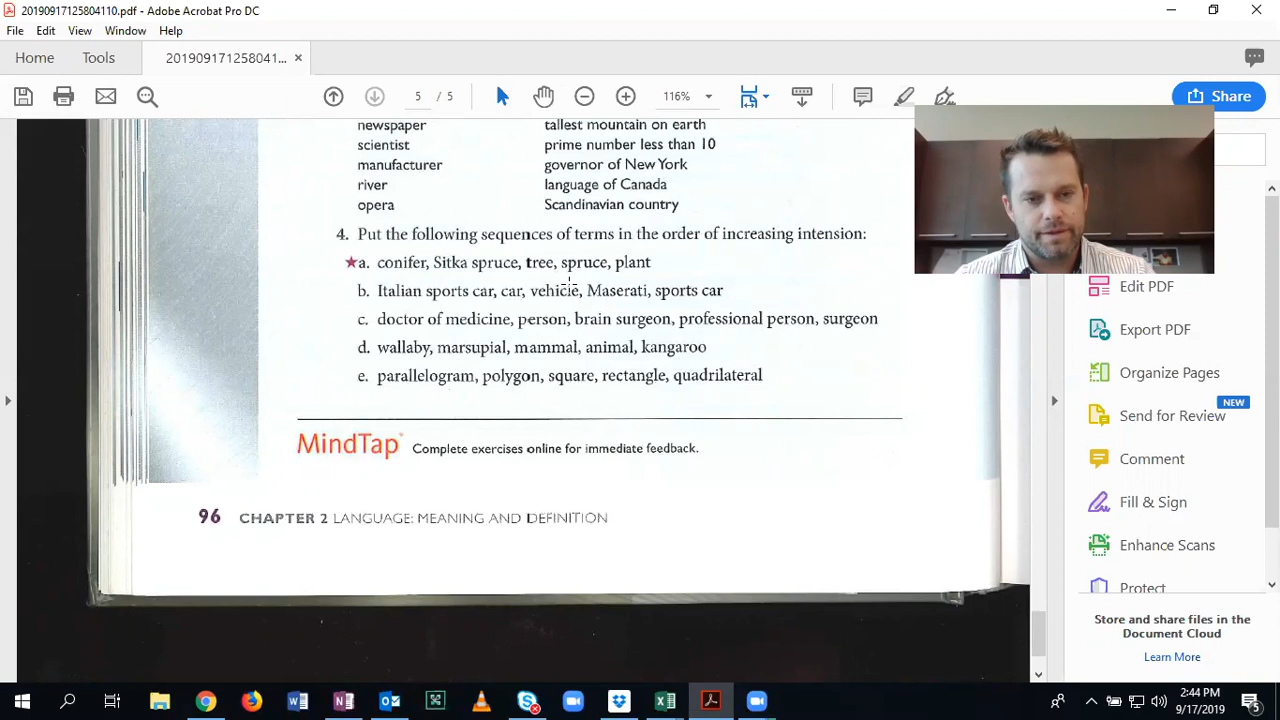 201909171258041​10.pdf - Adobe Acrobat Pro DC
File Edit View Window Help
Home Tools 20190917125804​1... ×
5 / 5 116% Share
newspaper tallest mountain on earth
scientist prime number less than 10
manufacturer governor of New York
river language of Canada
opera Scandinavian country
4. Put the following sequences of terms in the order of increasing intension:
★a. conifer, Sitka spruce, tree, spruce, plant
b. Italian sports car, car, vehicle, Maserati, sports car
c. doctor of medicine, person, brain surgeon, professional person, surgeon
d. wallaby, marsupial, mammal, animal, kangaroo
e. parallelogram, polygon, square, rectangle, quadrilateral
MindTap Complete exercises online for immediate feedback.
96 CHAPTER 2 LANGUAGE: MEANING AND DEFINITION
Edit PDF
Export PDF
Organize Pages
NEW
Send for Review
Comment
Fill & Sign
Enhance Scans
Protect
Store and share files in the
Document Cloud
Learn More
2:44 PM
9/17/2019
5